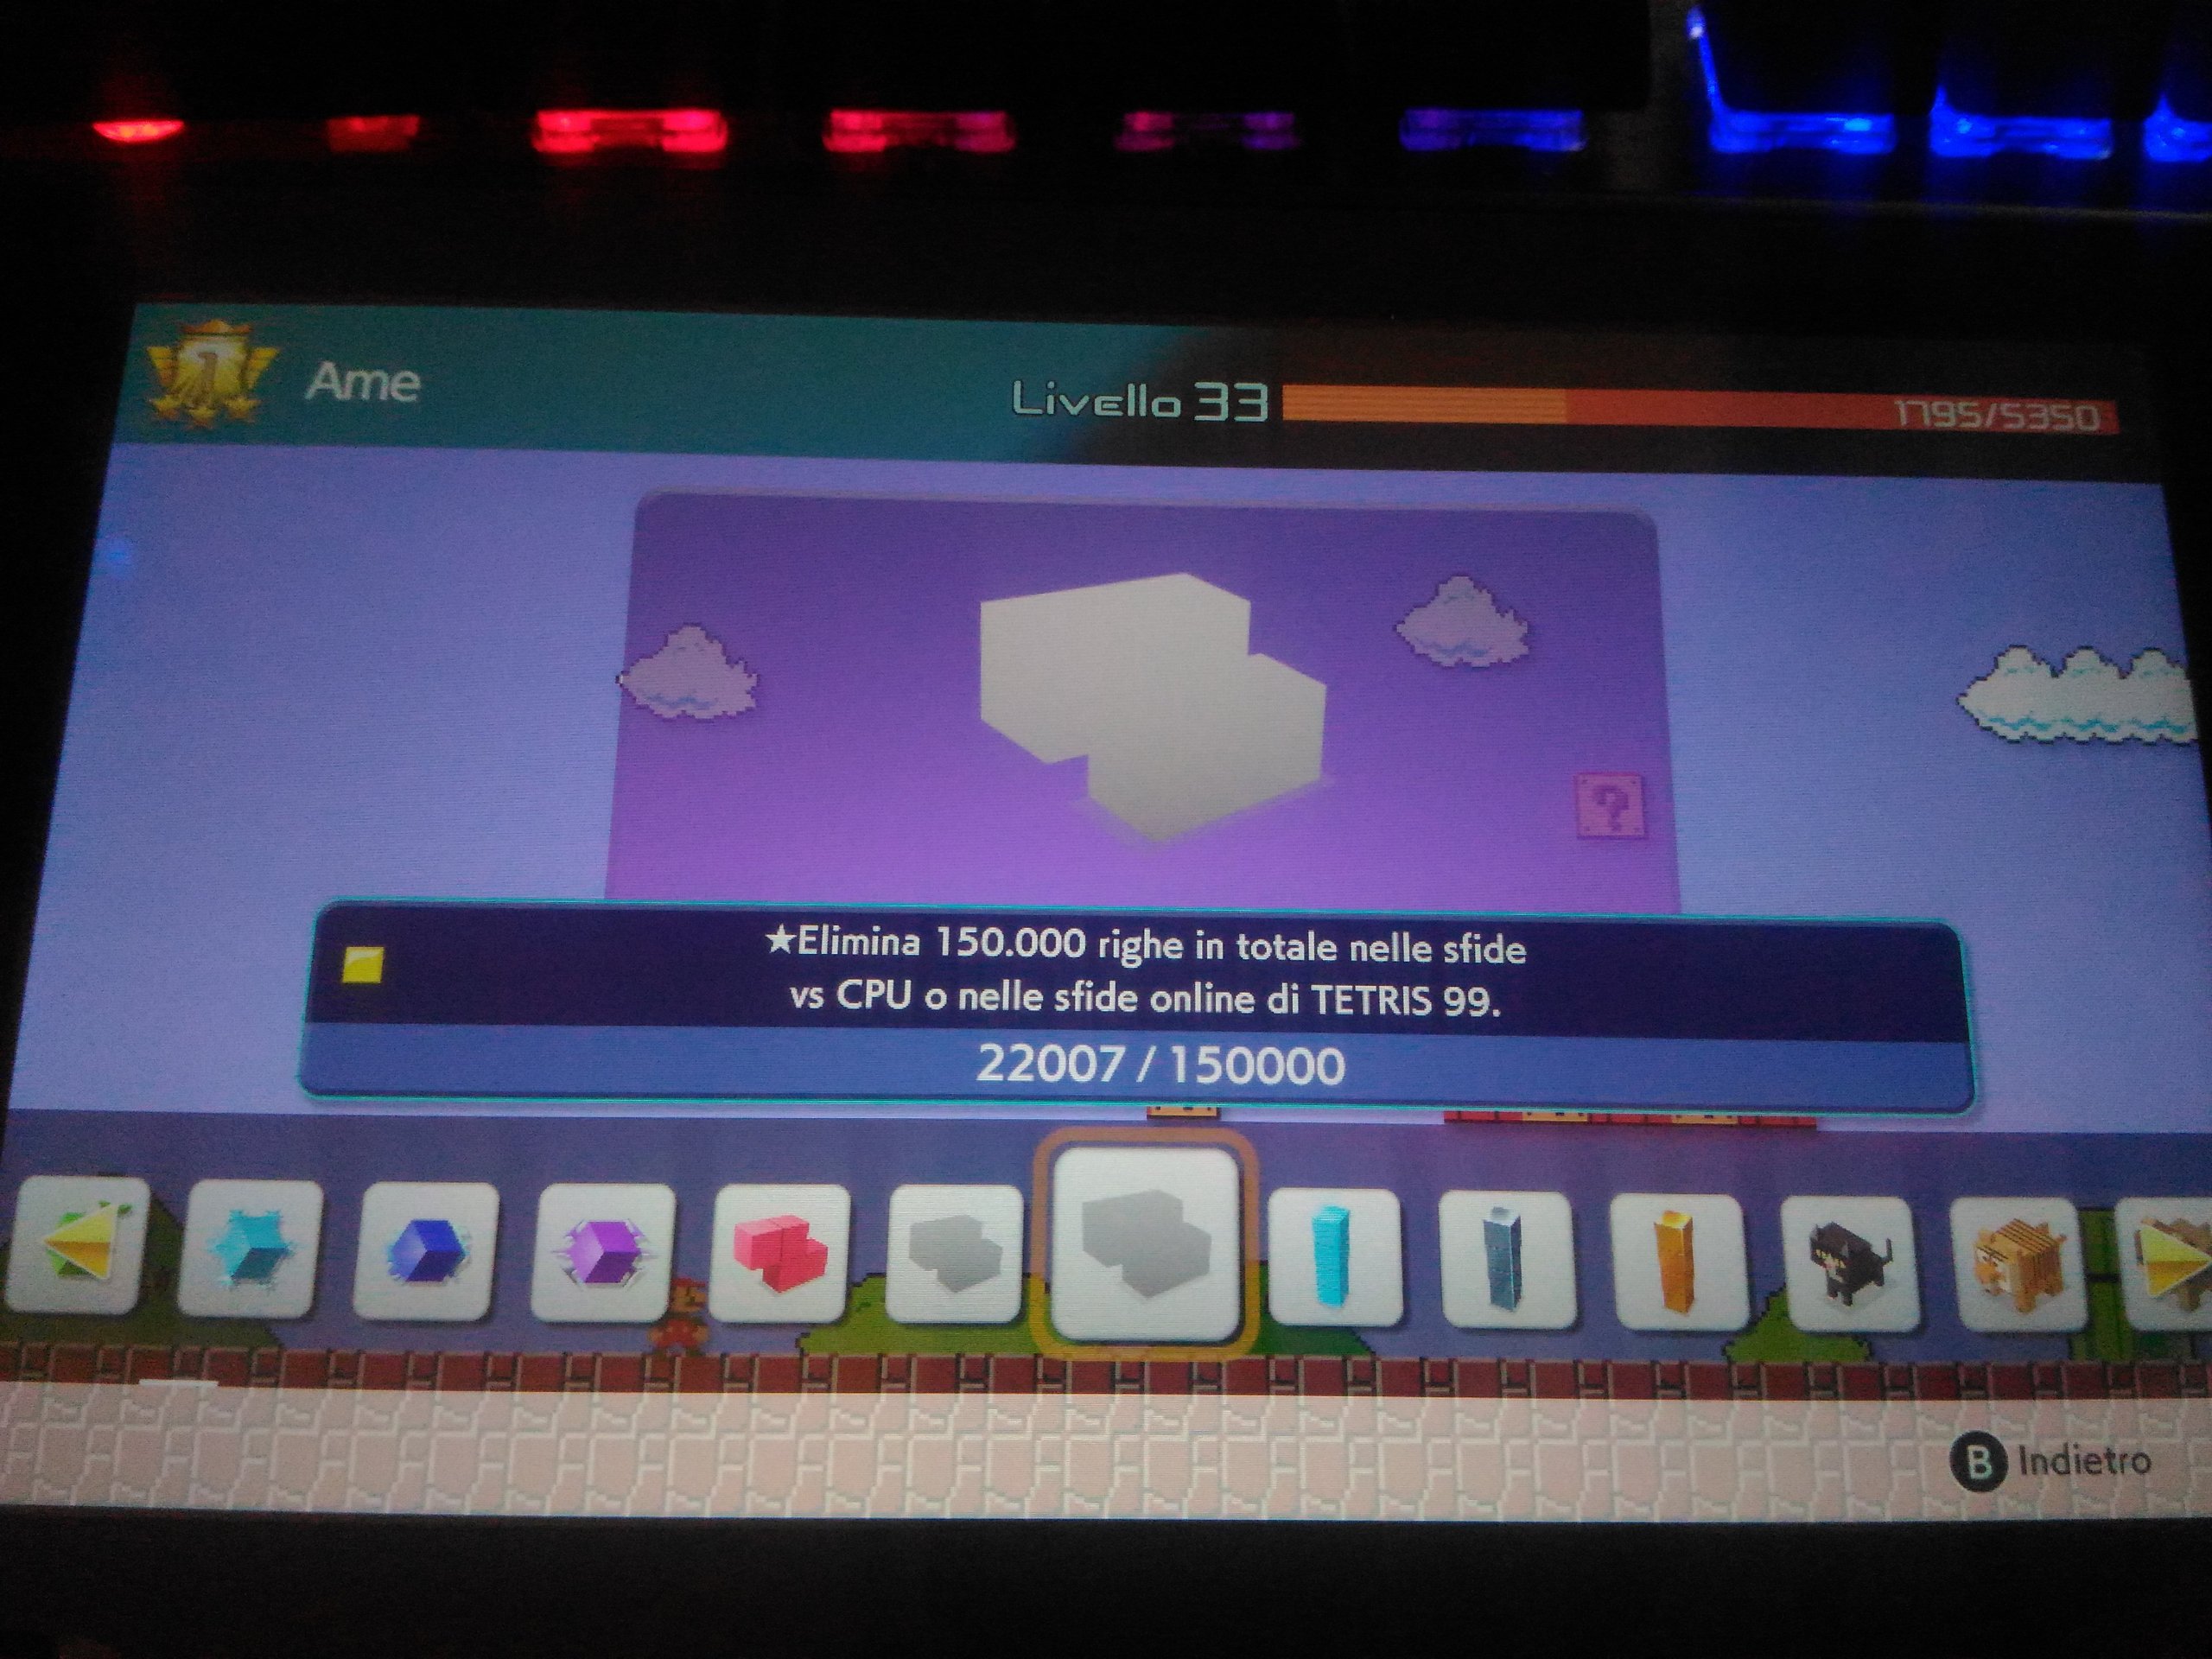 1
Ame
Livello 33
1795/5350
?
★Elimina 150.000 righe in totale nelle sfide
vs CPU o nelle sfide online di TETRIS 99.
22007 / 150000
B Indietro